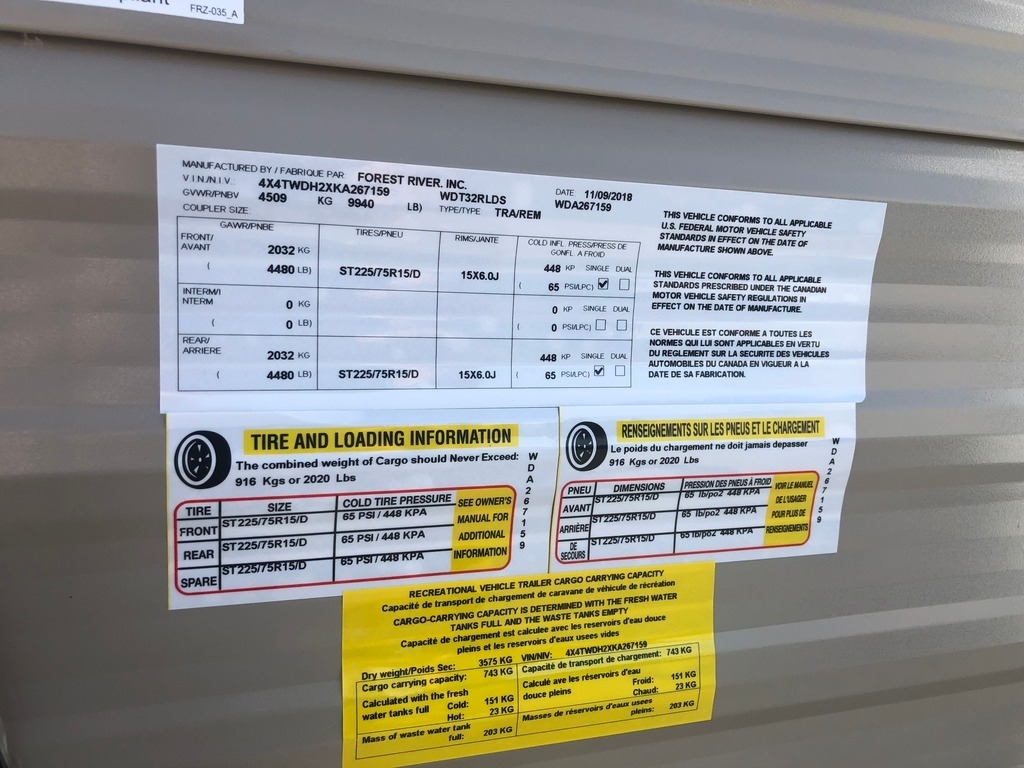 FRZ-035_A
MANUFACTURED BY / FABRIQUE PAR FOREST RIVER. INC. DATE 11/09/2018
V.I.N./N.I.V.: 4X4TWDH2XKA267159 WDT32RLDS WDA267159
GVWR/PNBV 4509 KG 9940 LB) TYPE/TYPE TRA/REM
COUPLER SIZE
GAWR/PNBE TIRES/PNEU RIMS/JANTE COLD INFL PRESS/PRESS DE GONFL A FROID
FRONT/
AVANT 2032 KG 448 KP SINGLE DUAL
( 4480 LB) ST225/75R15/D 15X6.0J ( 65 PSI/LPC)
INTERM/I
NTERM 0 KG 0 KP SINGLE DUAL
( 0 LB) ( 0 PSI/LPC)
REAR/
ARRIERE 2032 KG 448 KP SINGLE DUAL
( 4480 LB) ST225/75R15/D 15X6.0J ( 65 PSI/LPC)
THIS VEHICLE CONFORMS TO ALL APPLICABLE
U.S. FEDERAL MOTOR VEHICLE SAFETY
STANDARDS IN EFFECT ON THE DATE OF
MANUFACTURE SHOWN ABOVE.
THIS VEHICLE CONFORMS TO ALL APPLICABLE
STANDARDS PRESCRIBED UNDER THE CANADIAN
MOTOR VEHICLE SAFETY REGULATIONS IN
EFFECT ON THE DATE OF MANUFACTURE.
CE VEHICULE EST CONFORME A TOUTES LES
NORMES QUI LUI SONT APPLICABLES EN VERTU
DU REGLEMENT SUR LA SECURITE DES VEHICULES
AUTOMOBILES DU CANADA EN VIGUEUR A LA
DATE DE SA FABRICATION.
TIRE AND LOADING INFORMATION
The combined weight of Cargo should Never Exceed:
916 Kgs or 2020 Lbs
TIRE SIZE COLD TIRE PRESSURE
FRONT ST225/75R15/D 65 PSI / 448 KPA
REAR ST225/75R15/D 65 PSI / 448 KPA
SPARE ST225/75R15/D 65 PSI / 448 KPA
SEE OWNER'S
MANUAL FOR
ADDITIONAL
INFORMATION
WDA267159
RENSEIGNEMENTS SUR LES PNEUS ET LE CHARGEMENT
Le poids du chargement ne doit jamais depasser
916 Kgs or 2020 Lbs
PNEU DIMENSIONS PRESSION DES PNEUS À FROID
AVANT ST225/75R15/D 65 lb/po2 448 KPA
ARRIÈRE ST225/75R15/D 65 lb/po2 448 KPA
DE SECOURS ST225/75R15/D 65 lb/po2 448 KPA
VOIR LE MANUEL
DE L'USAGER
POUR PLUS DE
RENSEIGNEMENTS
WDA267159
RECREATIONAL VEHICLE TRAILER CARGO CARRYING CAPACITY
Capacité de transport de chargement de caravane de véhicule de récréation
CARGO-CARRYING CAPACITY IS DETERMINED WITH THE FRESH WATER
TANKS FULL AND THE WASTE TANKS EMPTY
Capacité de chargement est calculee avec les reservoirs d'eau douce
pleins et les reservoirs d'eaux usees vides
Dry weight/Poids Sec: 3575 KG VIN/NIV: 4X4TWDH2XKA267159
Cargo carrying capacity: 743 KG Capacité de transport de chargement: 743 KG
Calculated with the fresh
water tanks full Cold: 151 KG
Hot: 23 KG
Calculé ave les réservoirs d'eau
douce pleins Froid: 151 KG
Chaud: 23 KG
Mass of waste water tank
full: 203 KG
Masses de réservoirs d'eaux usees
pleins: 203 KG